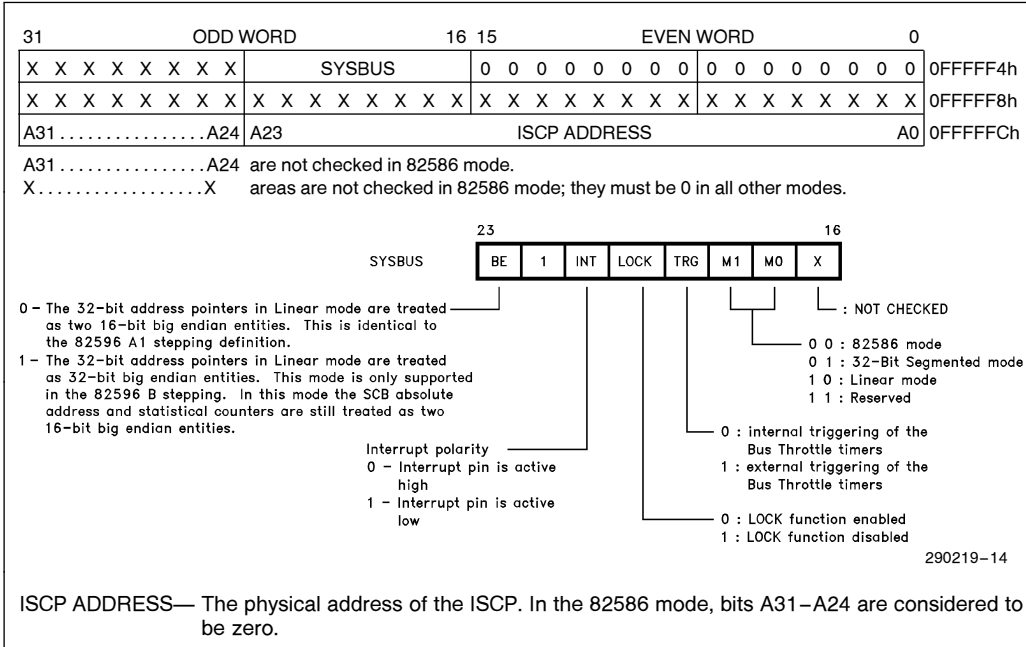 31 ODD WORD 16 15 EVEN WORD 0
X X X X X X X X SYSBUS 0 0 0 0 0 0 0 0 0 0 0 0 0 0 0 0 0FFFFF4h
X X X X X X X X X X X X X X X X X X X X X X X X X X X X X X X X 0FFFFF8h
A31................A24 A23 ISCP ADDRESS A0 0FFFFFCh
A31................A24 are not checked in 82586 mode.
X..................X areas are not checked in 82586 mode; they must be 0 in all other modes.
23 16
SYSBUS BE 1 INT LOCK TRG M1 M0 X
0 – The 32–bit address pointers in Linear mode are treated
as two 16–bit big endian entities. This is identical to
the 82596 A1 stepping definition.
1 – The 32–bit address pointers in Linear mode are treated
as 32–bit big endian entities. This mode is only supported
in the 82596 B stepping. In this mode the SCB absolute
address and statistical counters are still treated as two
16–bit big endian entities.
Interrupt polarity
0 – Interrupt pin is active
high
1 – Interrupt pin is active
low
: NOT CHECKED
0 0 : 82586 mode
0 1 : 32–Bit Segmented mode
1 0 : Linear mode
1 1 : Reserved
0 : internal triggering of the
Bus Throttle timers
1 : external triggering of the
Bus Throttle timers
0 : LOCK function enabled
1 : LOCK function disabled
290219–14
ISCP ADDRESS— The physical address of the ISCP. In the 82586 mode, bits A31–A24 are considered to
be zero.